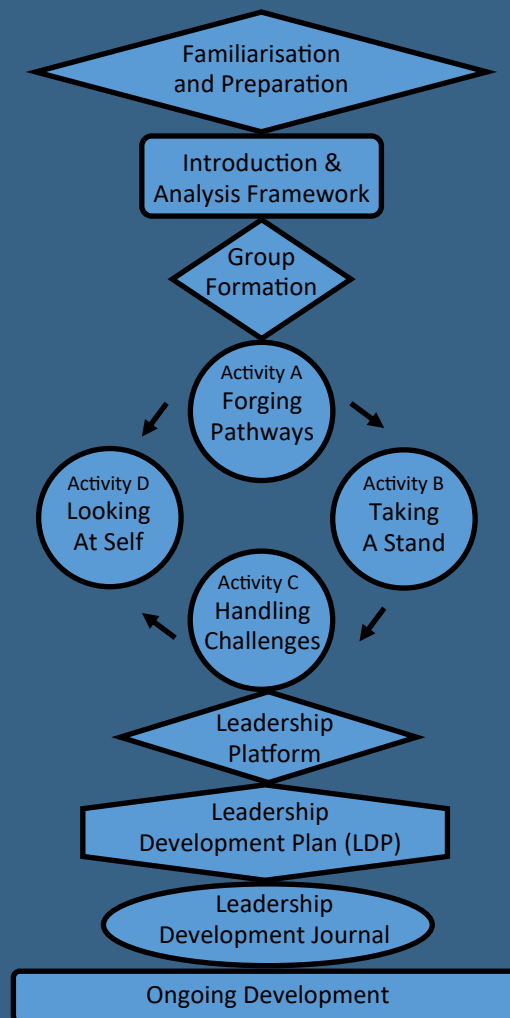 Familiarisation
and Preparation
Introduction &
Analysis Framework
Group
Formation
Activity A
Forging
Pathways
Activity D
Looking
At Self
Activity B
Taking
A Stand
Activity C
Handling
Challenges
Leadership
Platform
Leadership
Development Plan (LDP)
Leadership
Development Journal
Ongoing Development